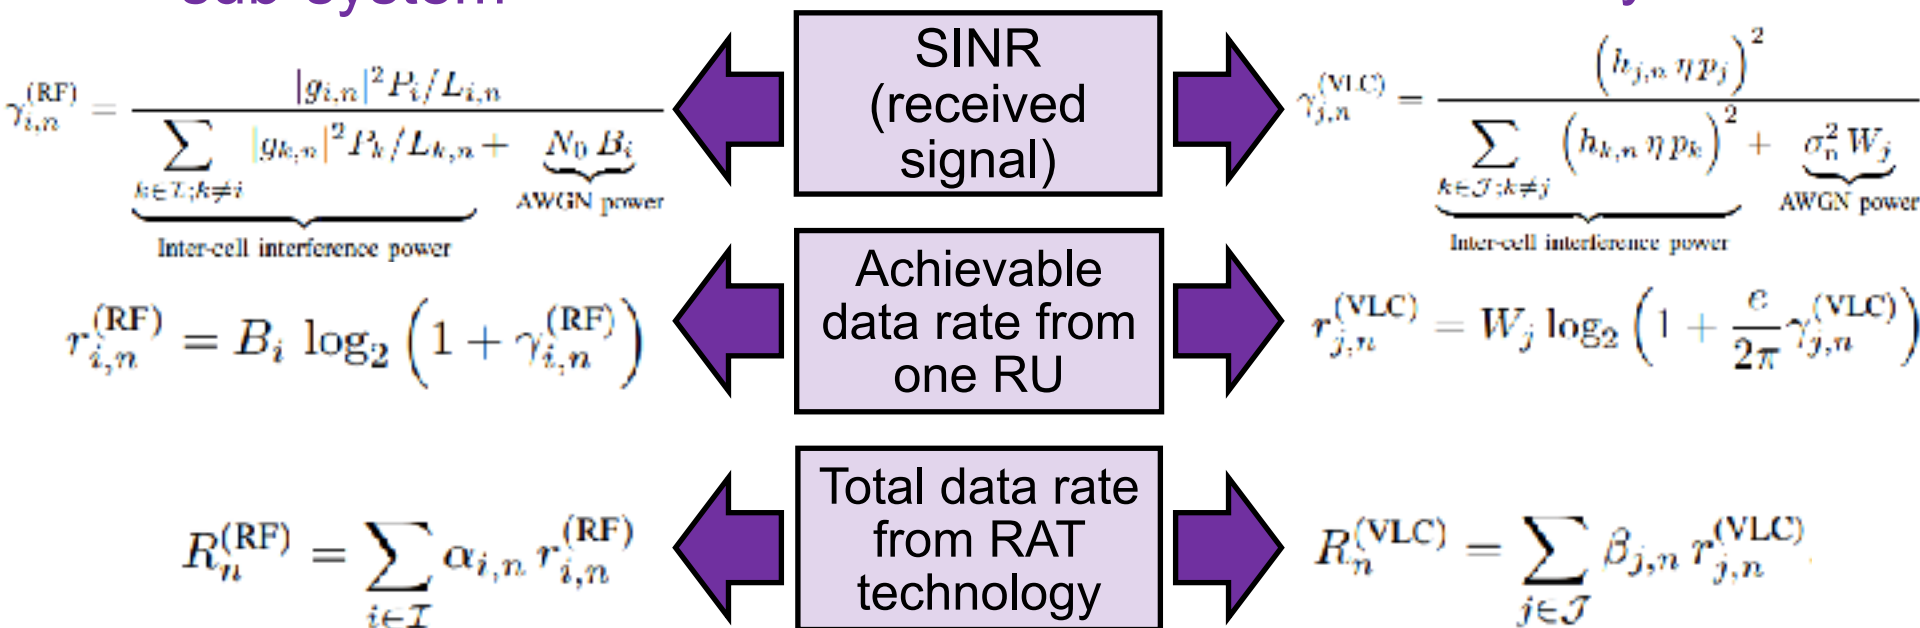 sub-system
SINR
(received
signal)
γ_{i,n}^{(RF)} = |g_{i,n}|^2 P_i/L_{i,n} / (∑_{k∈ℐ;k≠i} |g_{k,n}|^2 P_k/L_{k,n} + N_0 B_i)
Inter-cell interference power
AWGN power
γ_{j,n}^{(VLC)} = (h_{j,n} η p_j)^2 / (∑_{k∈𝒥;k≠j} (h_{k,n} η p_k)^2 + σ_n^2 W_j)
Inter-cell interference power
AWGN power
Achievable
data rate from
one RU
r_{i,n}^{(RF)} = B_i log_2 (1 + γ_{i,n}^{(RF)})
r_{j,n}^{(VLC)} = W_j log_2 (1 + e/2π γ_{j,n}^{(VLC)})
Total data rate
from RAT
technology
R_n^{(RF)} = ∑_{i∈ℐ} α_{i,n} r_{i,n}^{(RF)}
R_n^{(VLC)} = ∑_{j∈𝒥} β_{j,n} r_{j,n}^{(VLC)}